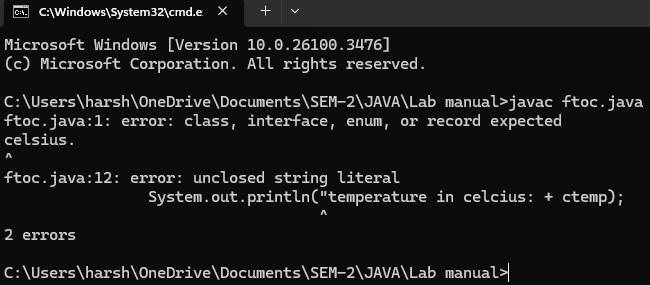 C:\Windows\System32\cmd.e
Microsoft Windows [Version 10.0.26100.3476]
(c) Microsoft Corporation. All rights reserved.
C:\Users\harsh\OneDrive\Documents\SEM-2\JAVA\Lab manual>javac ftoc.java
ftoc.java:1: error: class, interface, enum, or record expected
celsius.
^
ftoc.java:12: error: unclosed string literal
System.out.println("temperature in celcius: + ctemp);
^
2 errors
C:\Users\harsh\OneDrive\Documents\SEM-2\JAVA\Lab manual>